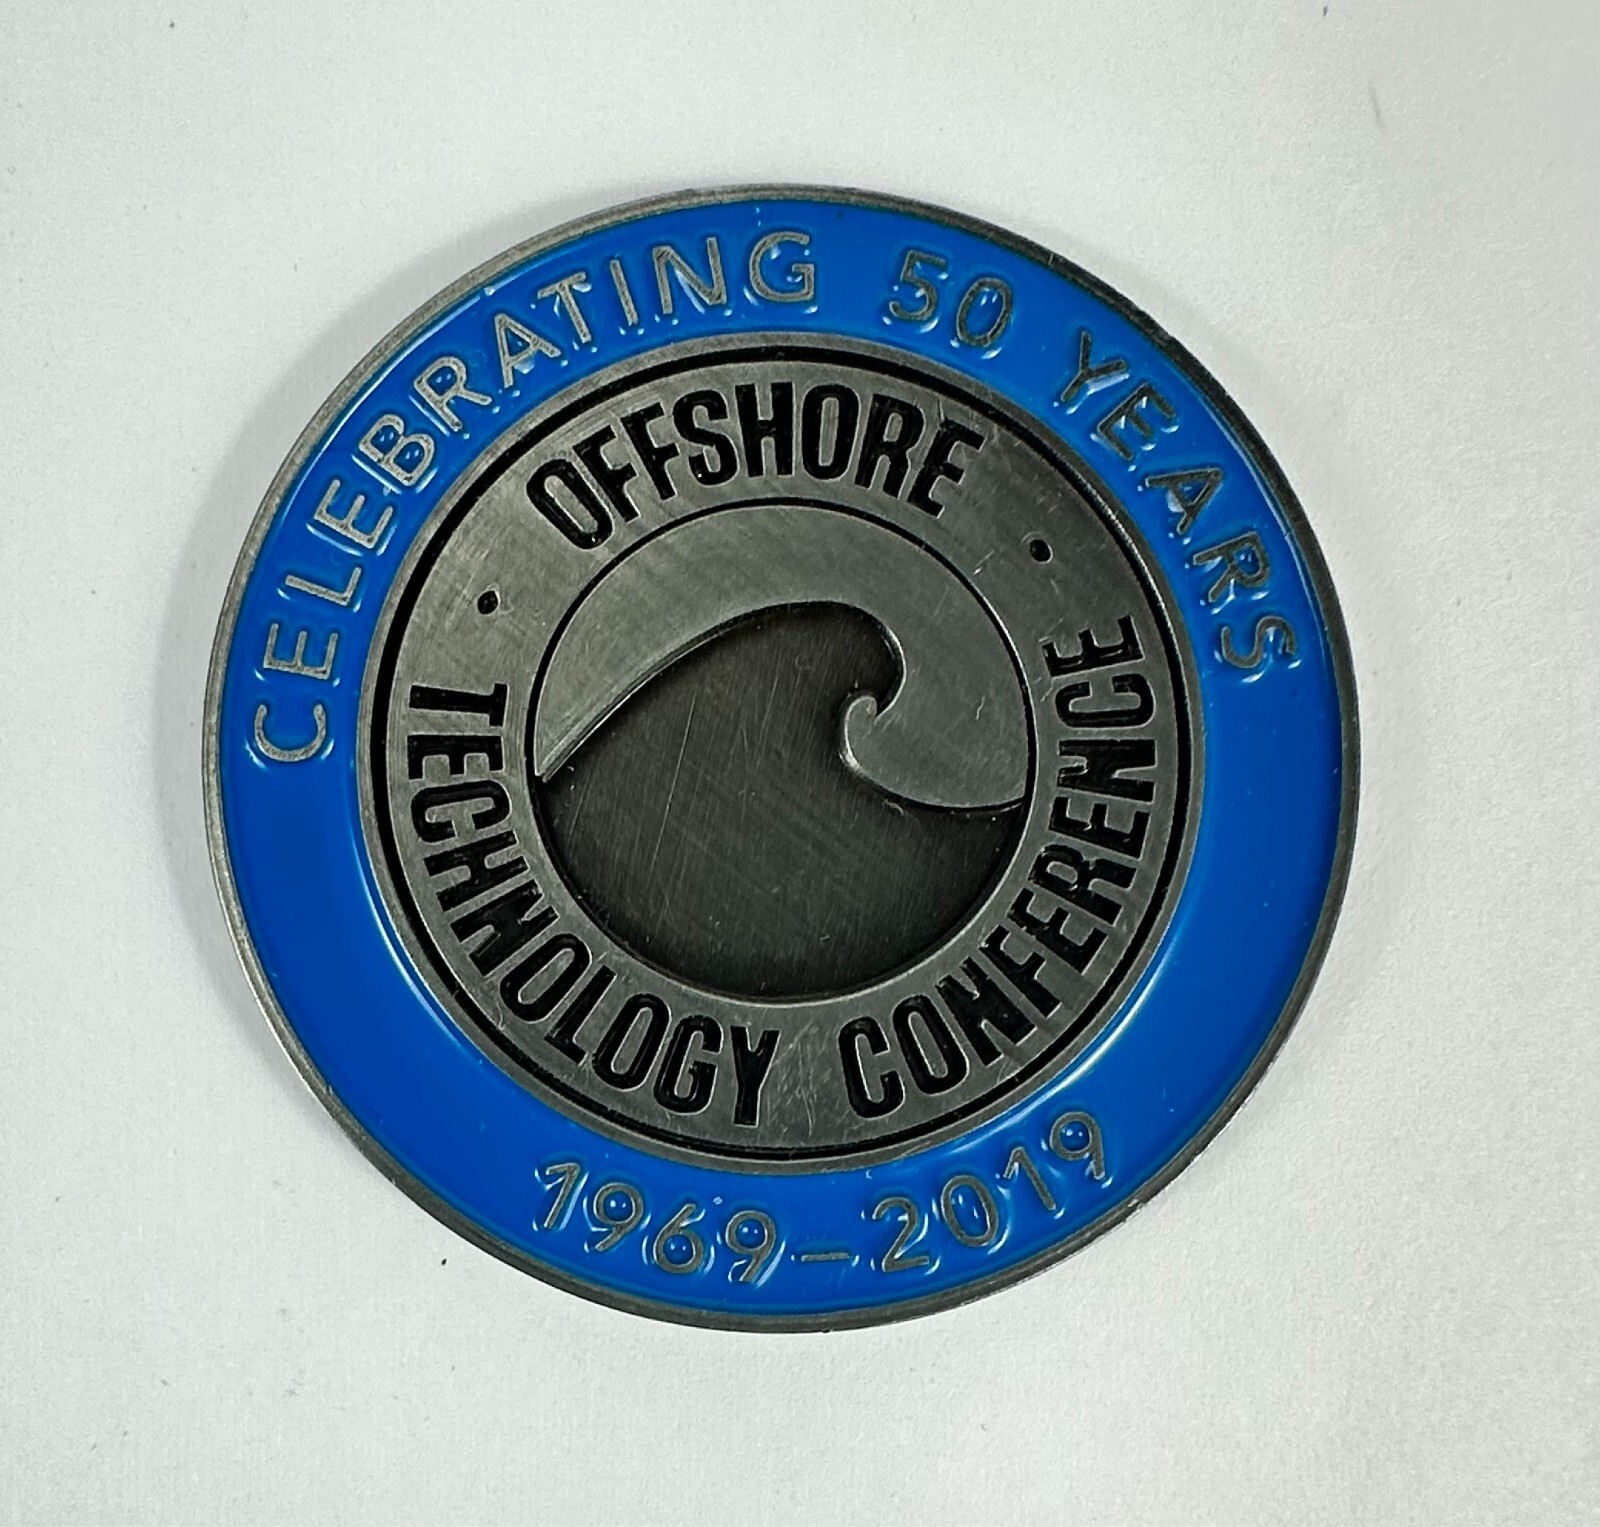 CELEBRATING 50 YEARS
OFFSHORE
TECHNOLOGY CONFERENCE
1969-2019